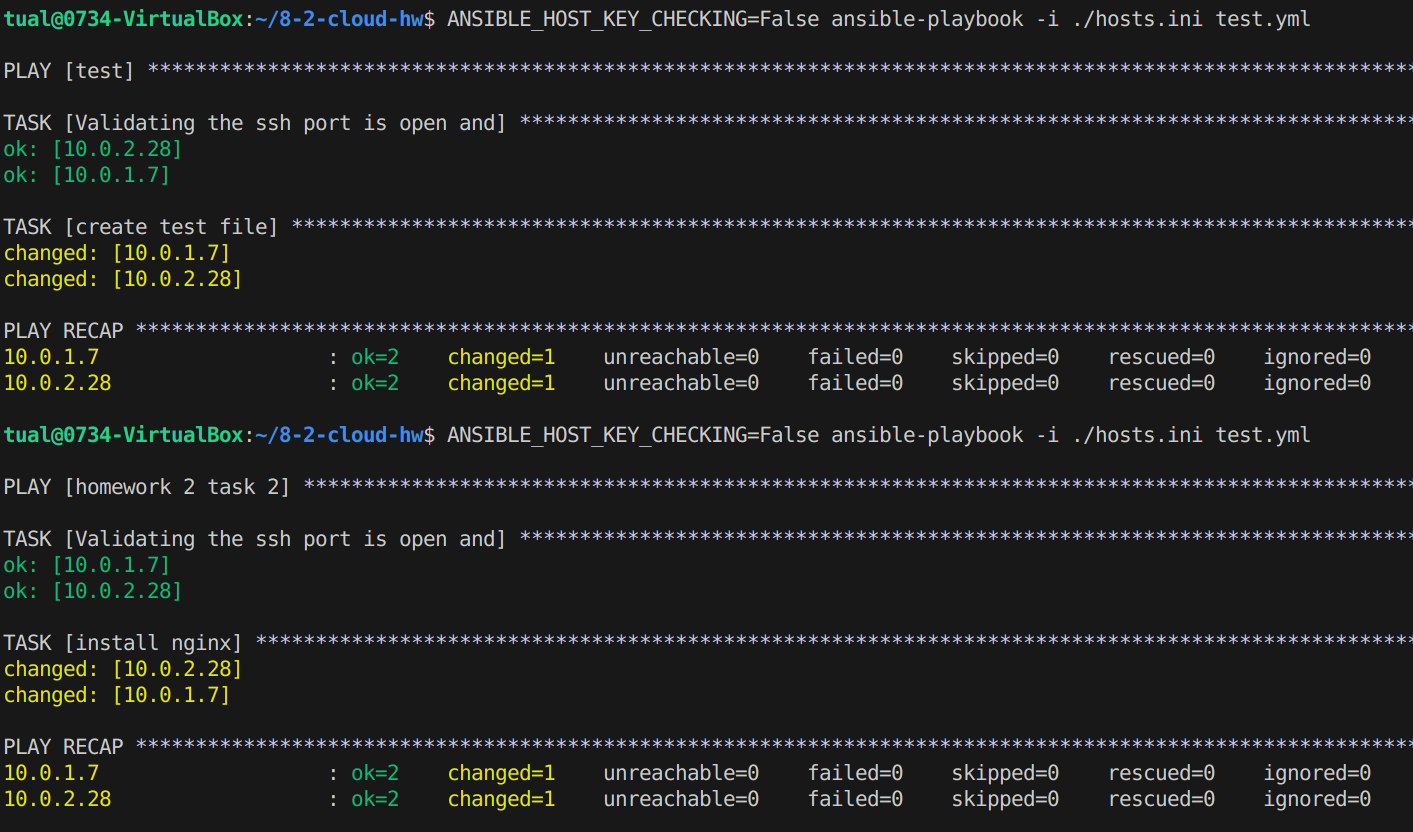 tual@0734-VirtualBox:~/8-2-cloud-hw$ ANSIBLE_HOST_KEY_CHECKING=False ansible-playbook -i ./hosts.ini test.yml
PLAY [test] *********************************************************************************************************
TASK [Validating the ssh port is open and] **************************************************************************
ok: [10.0.2.28]
ok: [10.0.1.7]
TASK [create test file] *********************************************************************************************
changed: [10.0.1.7]
changed: [10.0.2.28]
PLAY RECAP **********************************************************************************************************
10.0.1.7                   : ok=2    changed=1    unreachable=0    failed=0    skipped=0    rescued=0    ignored=0
10.0.2.28                  : ok=2    changed=1    unreachable=0    failed=0    skipped=0    rescued=0    ignored=0
tual@0734-VirtualBox:~/8-2-cloud-hw$ ANSIBLE_HOST_KEY_CHECKING=False ansible-playbook -i ./hosts.ini test.yml
PLAY [homework 2 task 2] ********************************************************************************************
TASK [Validating the ssh port is open and] **************************************************************************
ok: [10.0.1.7]
ok: [10.0.2.28]
TASK [install nginx] ************************************************************************************************
changed: [10.0.2.28]
changed: [10.0.1.7]
PLAY RECAP **********************************************************************************************************
10.0.1.7                   : ok=2    changed=1    unreachable=0    failed=0    skipped=0    rescued=0    ignored=0
10.0.2.28                  : ok=2    changed=1    unreachable=0    failed=0    skipped=0    rescued=0    ignored=0